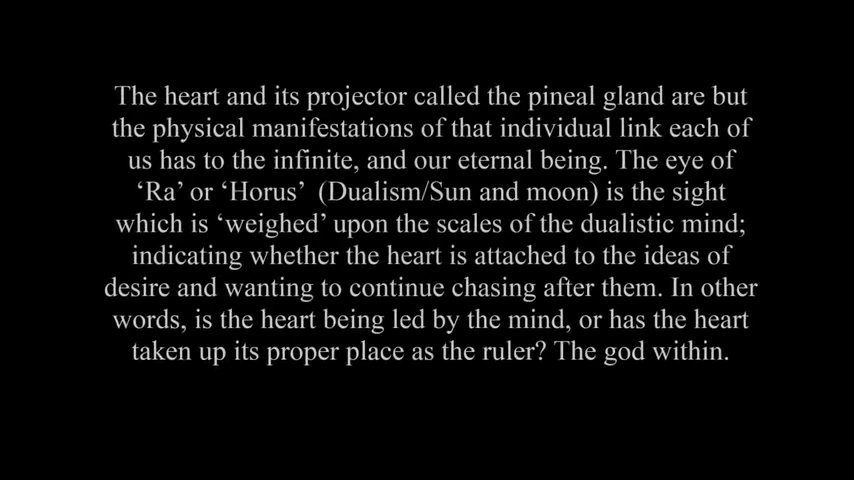 The heart and its projector called the pineal gland are but
the physical manifestations of that individual link each of
us has to the infinite, and our eternal being. The eye of
‘Ra’ or ‘Horus’  (Dualism/Sun and moon) is the sight
which is ‘weighed’ upon the scales of the dualistic mind;
indicating whether the heart is attached to the ideas of
desire and wanting to continue chasing after them. In other
words, is the heart being led by the mind, or has the heart
taken up its proper place as the ruler? The god within.